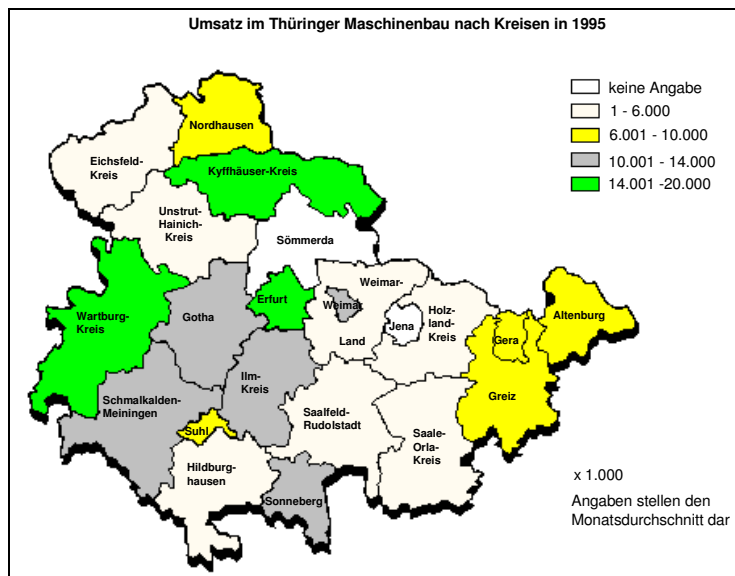 Umsatz im Thüringer Maschinenbau nach Kreisen in 1995
keine Angabe
1 - 6.000
6.001 - 10.000
10.001 - 14.000
14.001 -20.000
Nordhausen
Eichsfeld-
Kreis
Kyffhäuser-Kreis
Unstrut-
Hainich-
Kreis
Sömmerda
Wartburg-
Kreis
Gotha
Erfurt
Weimar-
Land
Weimar
Jena
Holz-
land-
Kreis
Gera
Altenburg
Greiz
Schmalkalden-
Meiningen
Ilm-
Kreis
Suhl
Saalfeld-
Rudolstadt
Saale-
Orla-
Kreis
Hildburg-
hausen
Sonneberg
x 1.000
Angaben stellen den
Monatsdurchschnitt dar